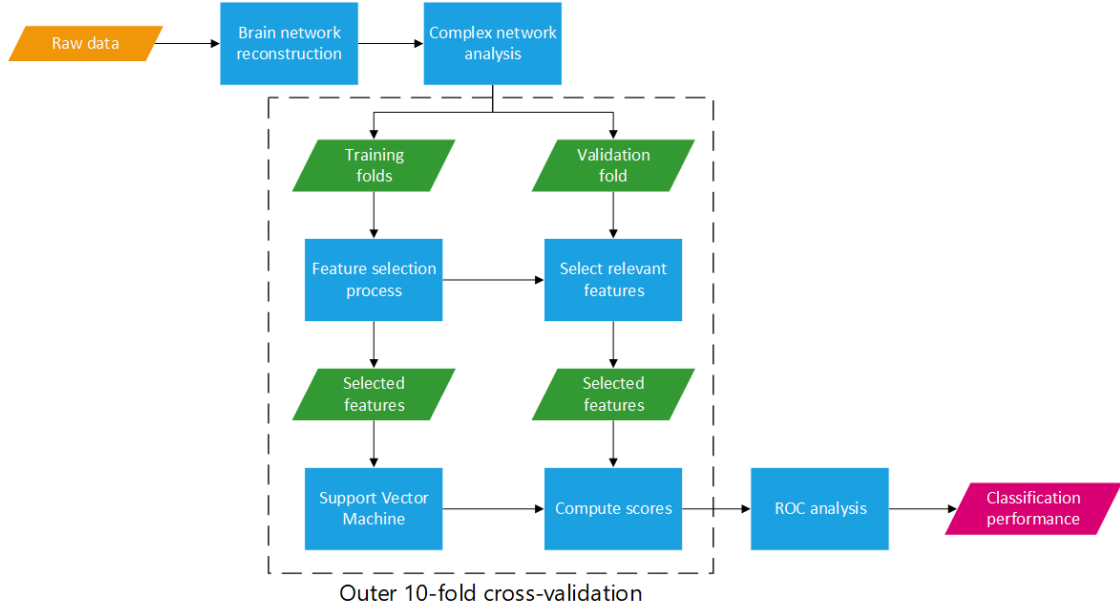 Raw data
Brain network
reconstruction
Complex network
analysis
Training
folds
Validation
fold
Feature selection
process
Select relevant
features
Selected
features
Selected
features
Support Vector
Machine
Compute scores
ROC analysis
Classification
performance
Outer 10-fold cross-validation